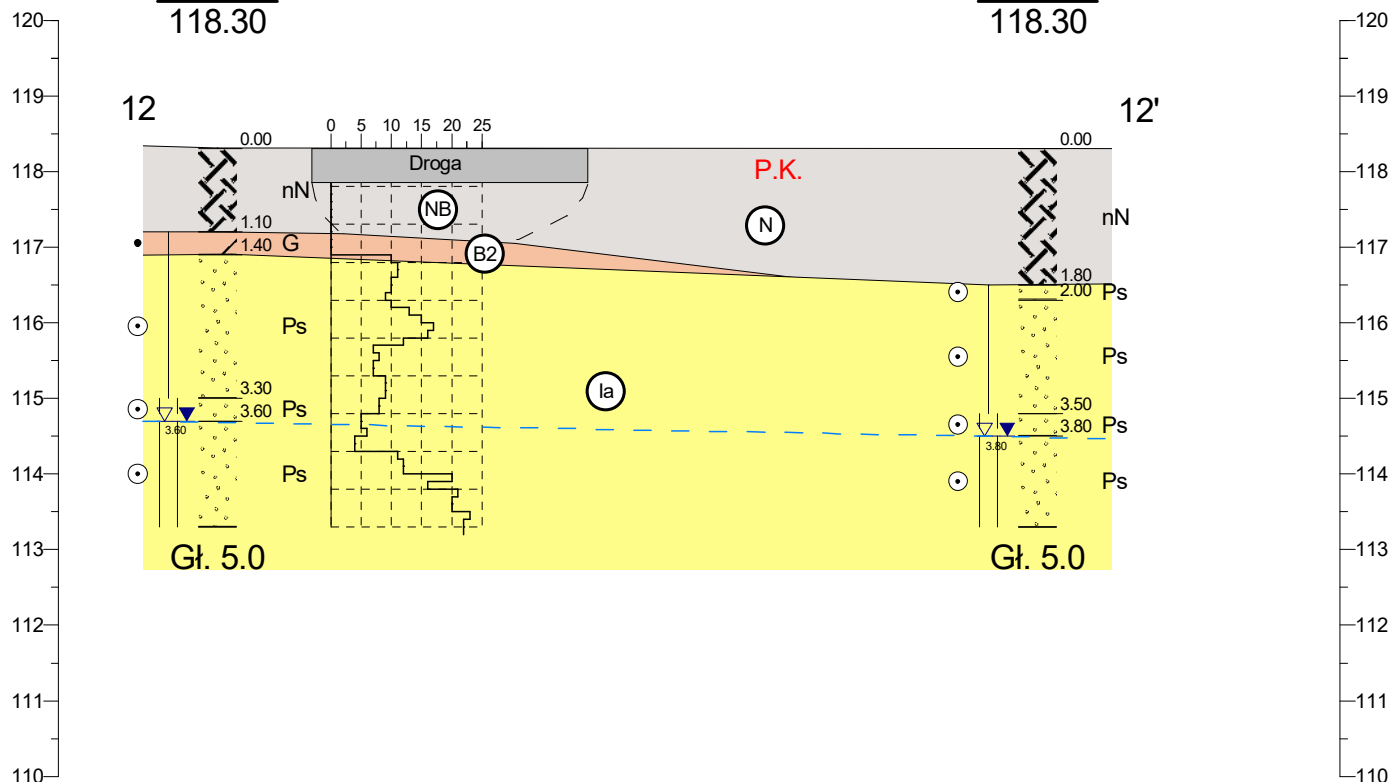 120 118.30 118.30 120
119 12 12' 119
0 5 10 15 20 25
0.00 0.00
118 Droga P.K. 118
nN NB N nN
1.10
117 1.40 G B2 117
1.80
2.00 Ps
116 Ps 116
Ps
Ia
115 3.30 115
3.60 Ps 3.50
3.60 3.80 Ps
3.80
114 Ps Ps 114
113 Gł. 5.0 Gł. 5.0 113
112 112
111 111
110 110